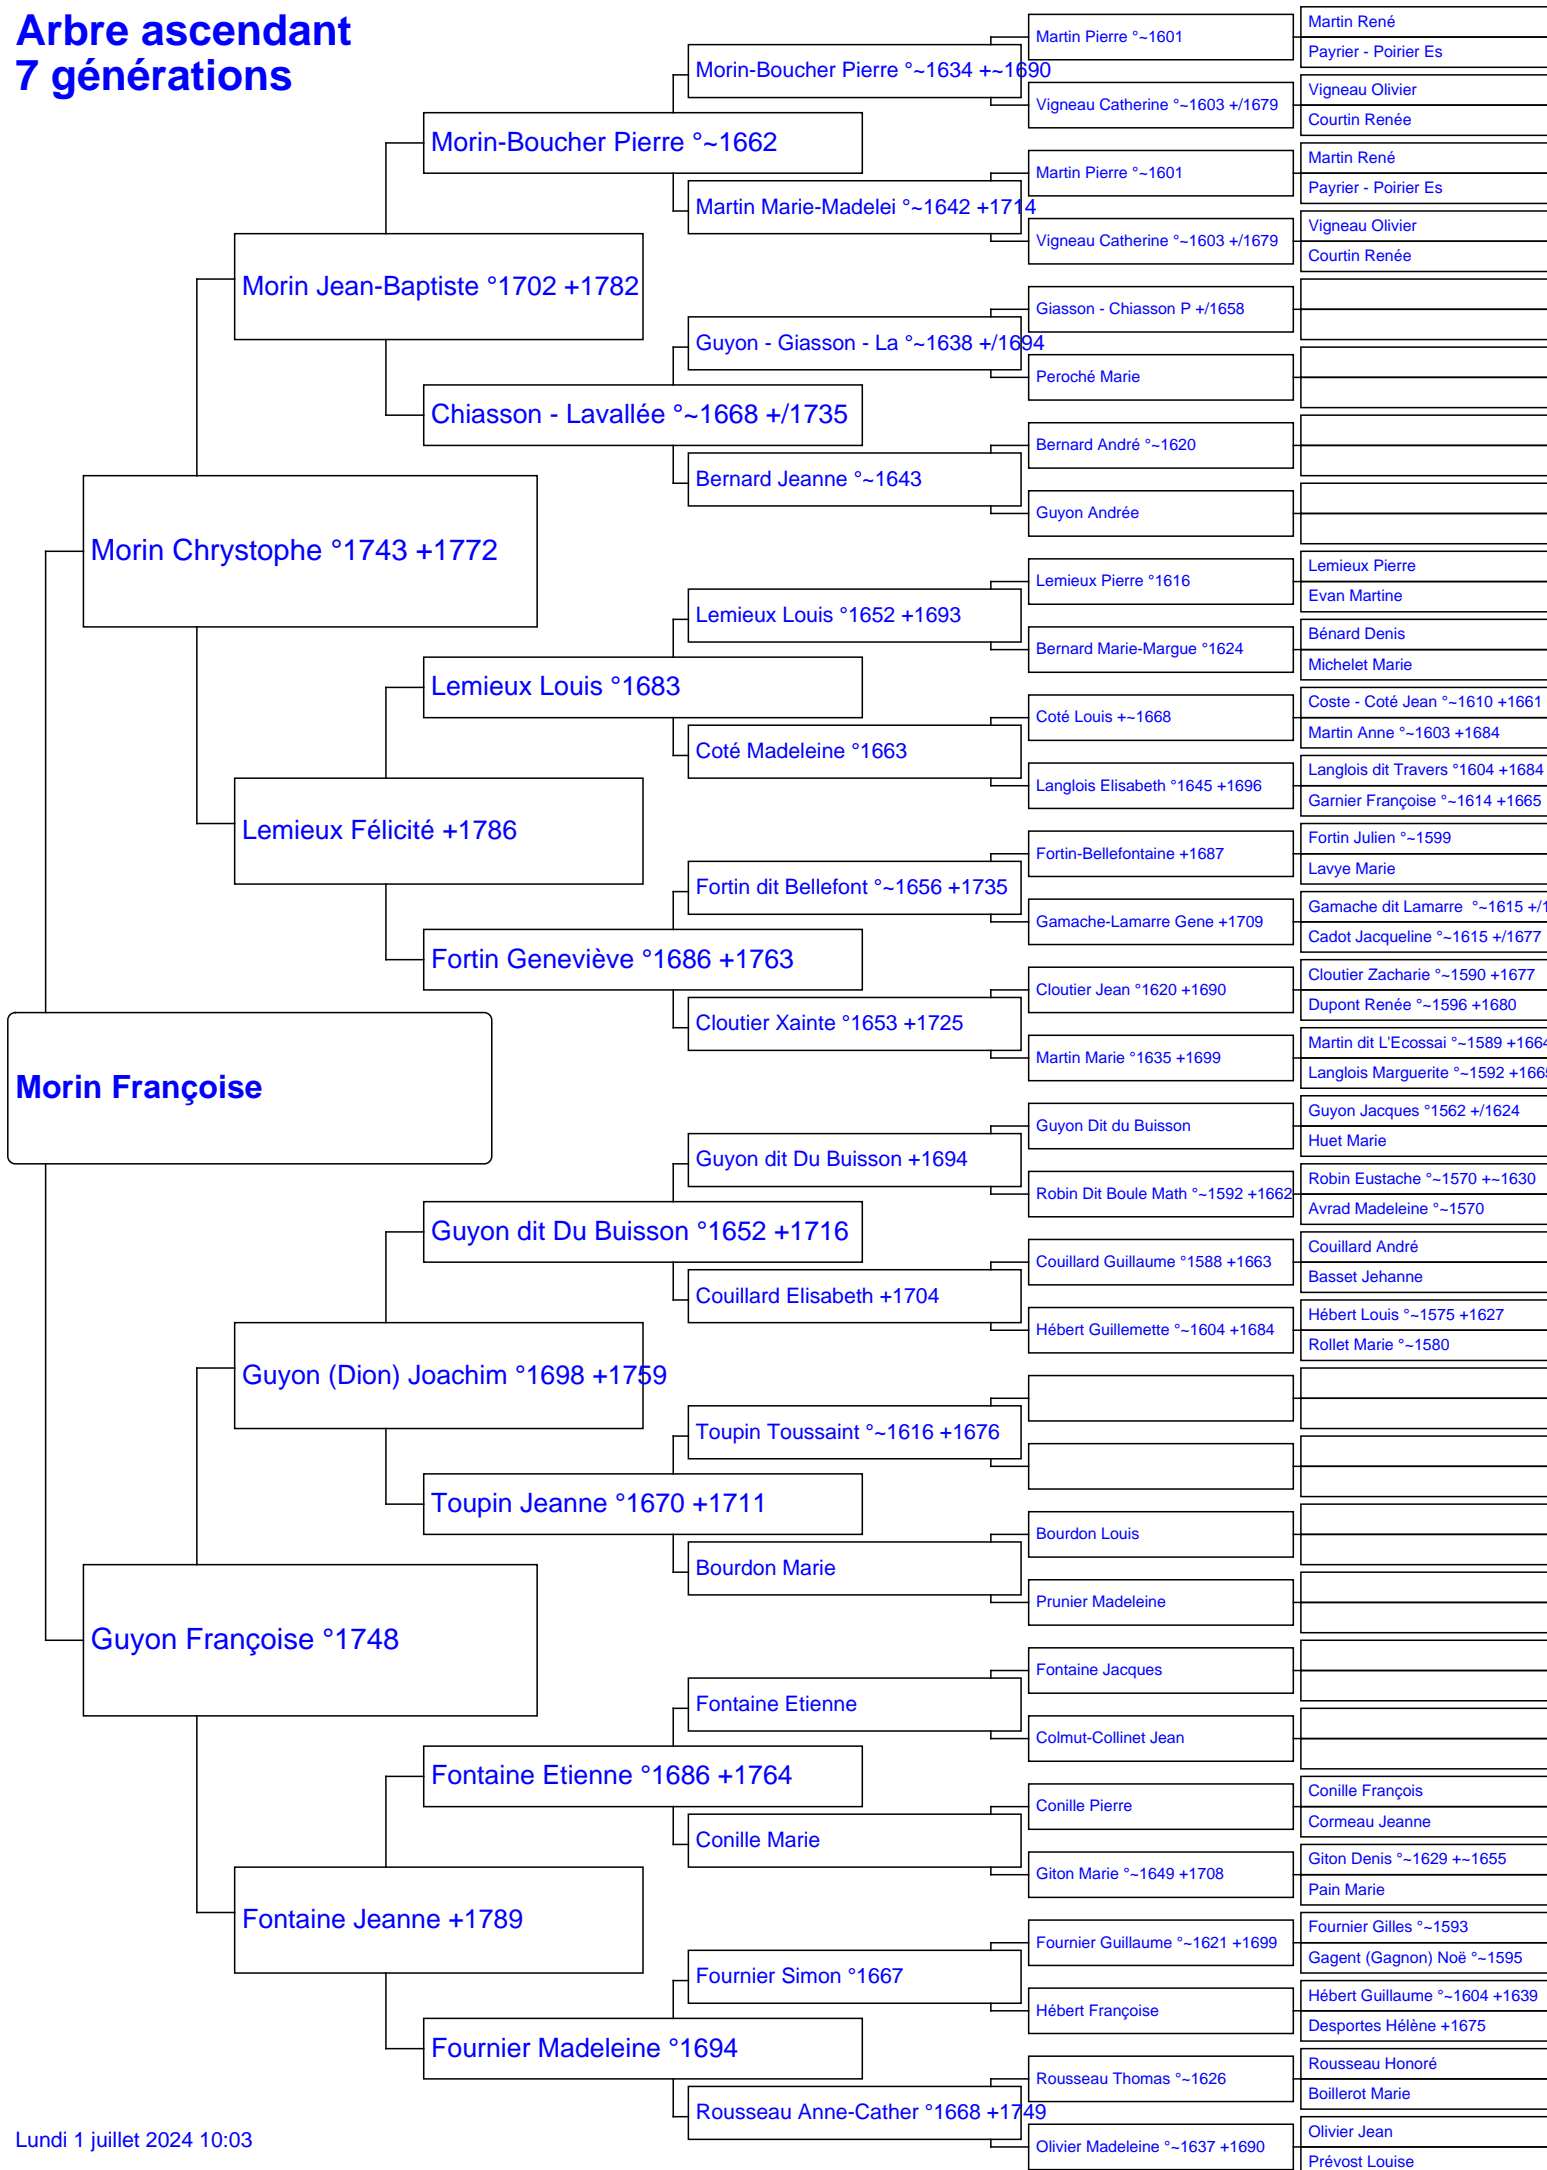 Arbre ascendant
7 générations
Morin Françoise
Morin Chrystophe °1743 +1772
Guyon Françoise °1748
Morin Jean-Baptiste °1702 +1782
Lemieux Félicité +1786
Guyon (Dion) Joachim °1698 +1759
Fontaine Jeanne +1789
Morin-Boucher Pierre °~1662
Chiasson - Lavallée °~1668 +/1735
Lemieux Louis °1683
Fortin Geneviève °1686 +1763
Guyon dit Du Buisson °1652 +1716
Toupin Jeanne °1670 +1711
Fontaine Etienne °1686 +1764
Fournier Madeleine °1694
Morin-Boucher Pierre °~1634 +~1690
Martin Marie-Madelei °~1642 +1714
Guyon - Giasson - La °~1638 +/1694
Bernard Jeanne °~1643
Lemieux Louis °1652 +1693
Coté Madeleine °1663
Fortin dit Bellefont °~1656 +1735
Cloutier Xainte °1653 +1725
Guyon dit Du Buisson +1694
Couillard Elisabeth +1704
Toupin Toussaint °~1616 +1676
Bourdon Marie
Fontaine Etienne
Conille Marie
Fournier Simon °1667
Rousseau Anne-Cather °1668 +1749
Martin Pierre °~1601
Vigneau Catherine °~1603 +/1679
Martin Pierre °~1601
Vigneau Catherine °~1603 +/1679
Giasson - Chiasson P +/1658
Peroché Marie
Bernard André °~1620
Guyon Andrée
Lemieux Pierre °1616
Bernard Marie-Margue °1624
Coté Louis +~1668
Langlois Elisabeth °1645 +1696
Fortin-Bellefontaine +1687
Gamache-Lamarre Gene +1709
Cloutier Jean °1620 +1690
Martin Marie °1635 +1699
Guyon Dit du Buisson
Robin Dit Boule Math °~1592 +1662
Couillard Guillaume °1588 +1663
Hébert Guillemette °~1604 +1684
Bourdon Louis
Prunier Madeleine
Fontaine Jacques
Colmut-Collinet Jean
Conille Pierre
Giton Marie °~1649 +1708
Fournier Guillaume °~1621 +1699
Hébert Françoise
Rousseau Thomas °~1626
Olivier Madeleine °~1637 +1690
Martin René
Payrier - Poirier Es
Vigneau Olivier
Courtin Renée
Martin René
Payrier - Poirier Es
Vigneau Olivier
Courtin Renée
Lemieux Pierre
Evan Martine
Bénard Denis
Michelet Marie
Coste - Coté Jean °~1610 +1661
Martin Anne °~1603 +1684
Langlois dit Travers °1604 +1684
Garnier Françoise °~1614 +1665
Fortin Julien °~1599
Lavye Marie
Gamache dit Lamarre °~1615 +/1
Cadot Jacqueline °~1615 +/1677
Cloutier Zacharie °~1590 +1677
Dupont Renée °~1596 +1680
Martin dit L'Ecossai °~1589 +1664
Langlois Marguerite °~1592 +1665
Guyon Jacques °1562 +/1624
Huet Marie
Robin Eustache °~1570 +~1630
Avrad Madeleine °~1570
Couillard André
Basset Jehanne
Hébert Louis °~1575 +1627
Rollet Marie °~1580
Conille François
Cormeau Jeanne
Giton Denis °~1629 +~1655
Pain Marie
Fournier Gilles °~1593
Gagent (Gagnon) Noë °~1595
Hébert Guillaume °~1604 +1639
Desportes Hélène +1675
Rousseau Honoré
Boillerot Marie
Olivier Jean
Prévost Louise
Lundi 1 juillet 2024 10:03